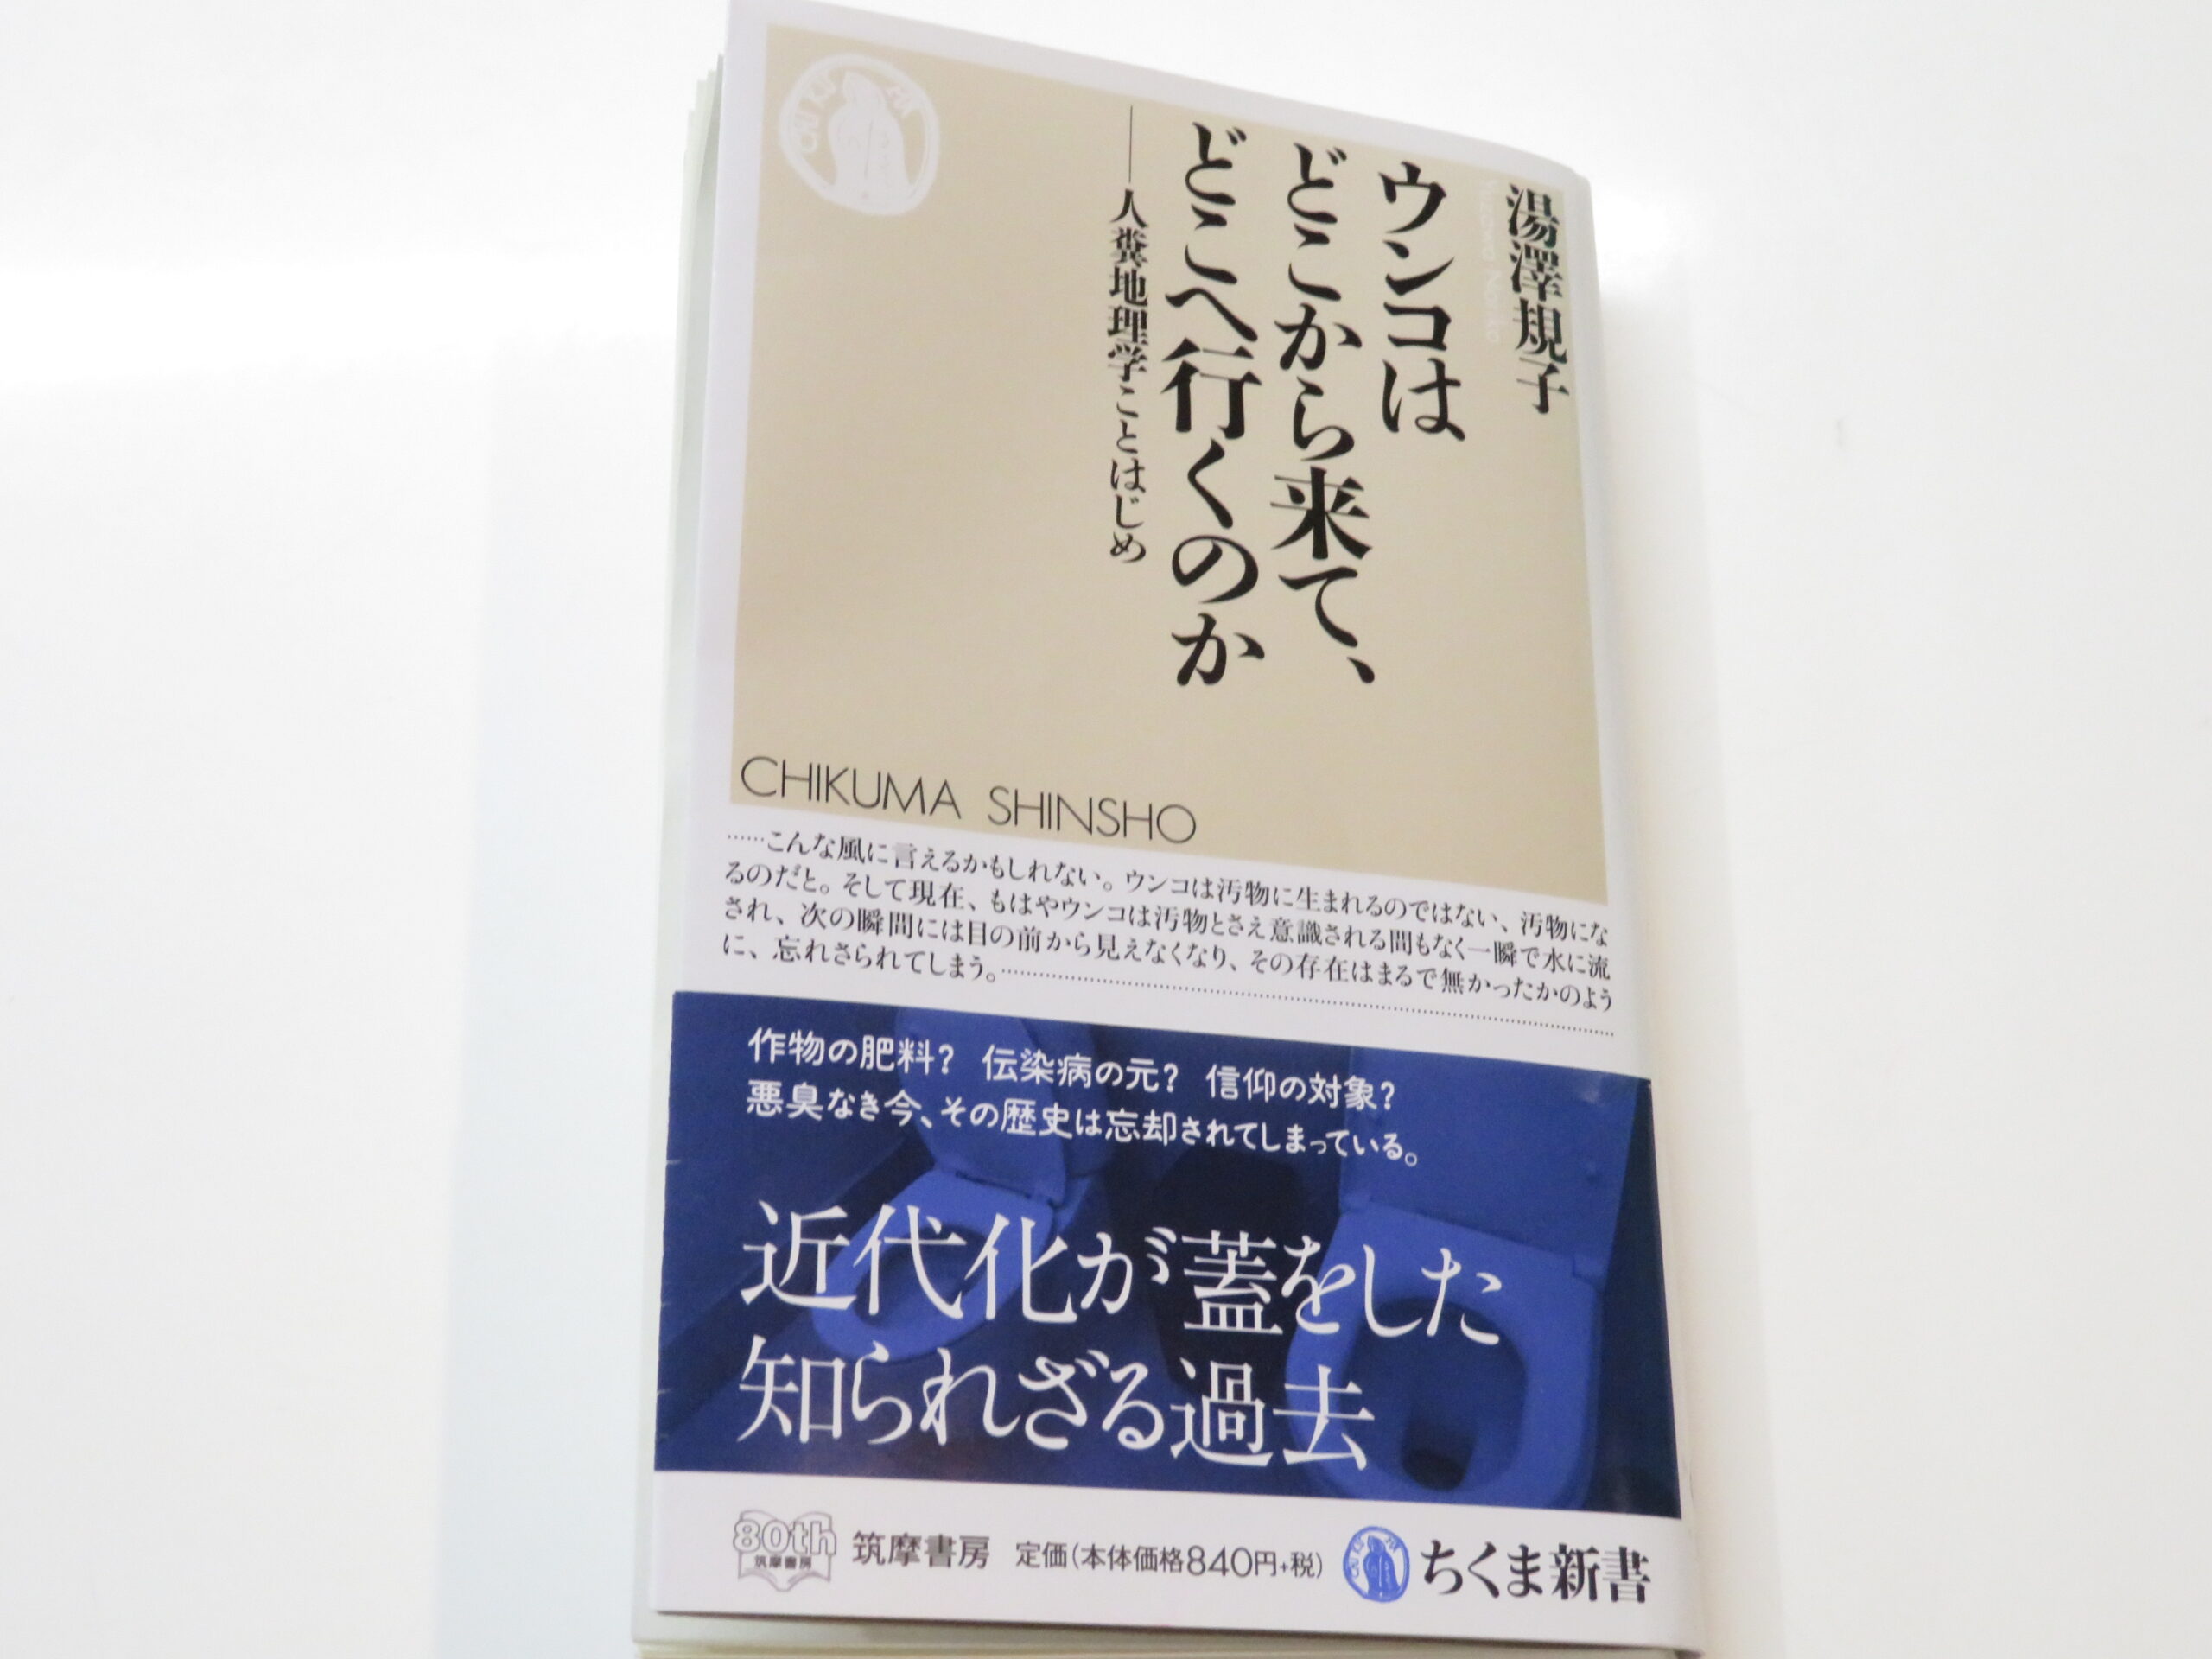 湯澤規子
ウンコは
どこから来て、
どこへ行くのか
――人糞地理学ことはじめ
CHIKUMA SHINSHO
……こんな風に言えるかもしれない。ウンコは汚物に生まれるのではない、汚物にな
るのだと。そして現在、もはやウンコは汚物とさえ意識される間もなく一瞬で水に流
され、次の瞬間には目の前から見えなくなり、その存在はまるで無かったかのよう
に、忘れさられてしまう。……
作物の肥料? 伝染病の元? 信仰の対象?
悪臭なき今、その歴史は忘却されてしまっている。
近代化が蓋をした
知られざる過去
80th
筑摩書房
筑摩書房 定価(本体価格840円+税)
ちくま新書